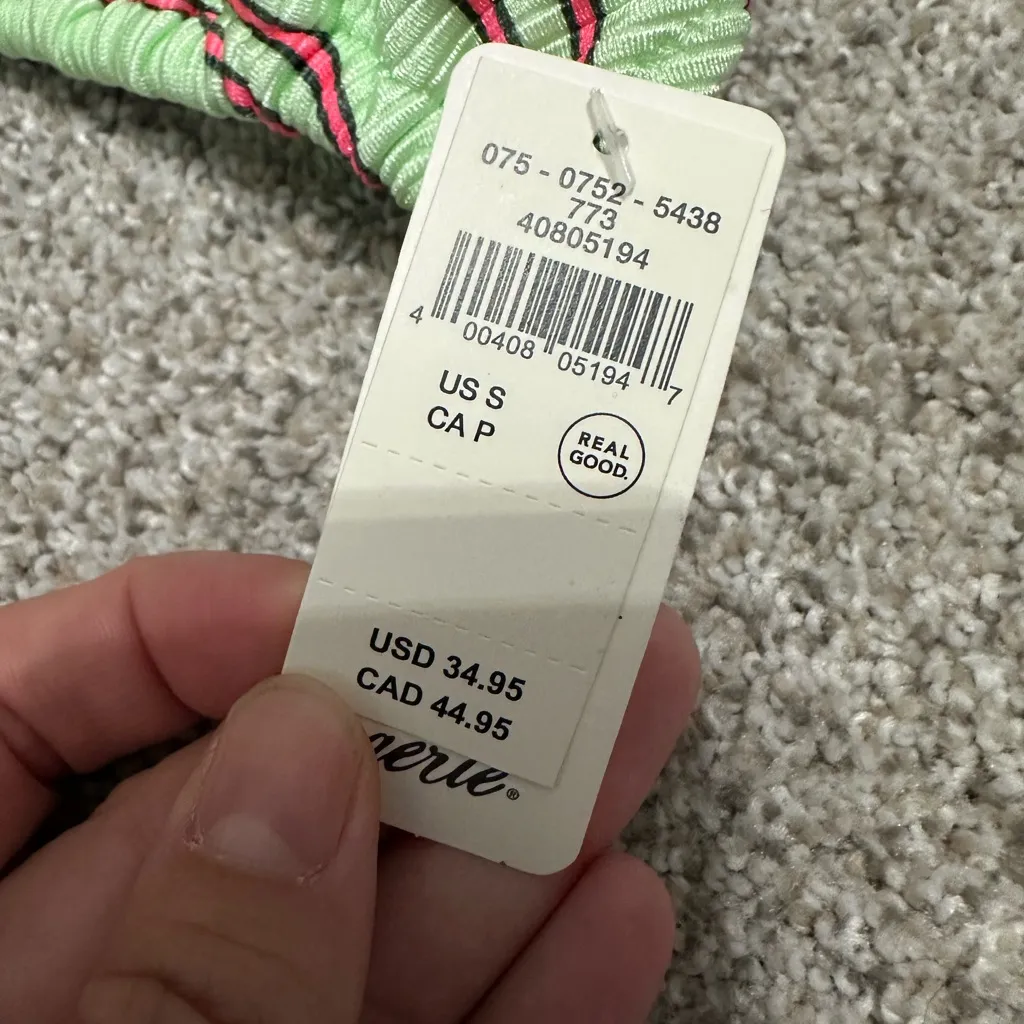 075 - 0752 - 5438
773
40805194
4 00408 05194 7
US S
CA P
REAL
GOOD.
USD 34.95
CAD 44.95
aerie®